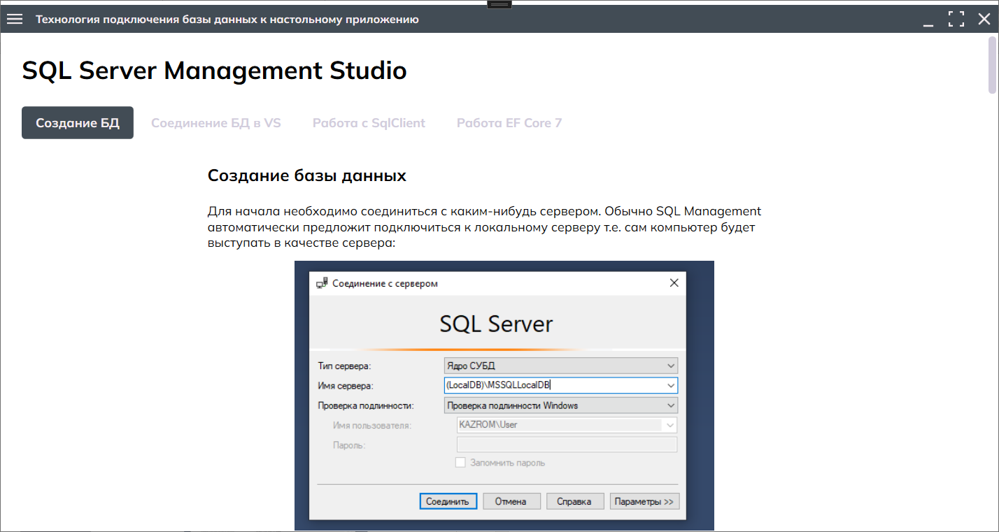 Технология подключения базы данных к настольному приложению
SQL Server Management Studio
Создание БД Соединение БД в VS Работа с SqlClient Работа EF Core 7
Создание базы данных
Для начала необходимо соединиться с каким-нибудь сервером. Обычно SQL Management
автоматически предложит подключиться к локальному серверу т.е. сам компьютер будет
выступать в качестве сервера:
Соединение с сервером
SQL Server
Тип сервера: Ядро СУБД
Имя сервера: (LocalDB)\MSSQLLocalDB
Проверка подлинности: Проверка подлинности Windows
Имя пользователя: KAZROM\User
Пароль:
Запомнить пароль
Соединить Отмена Справка Параметры >>